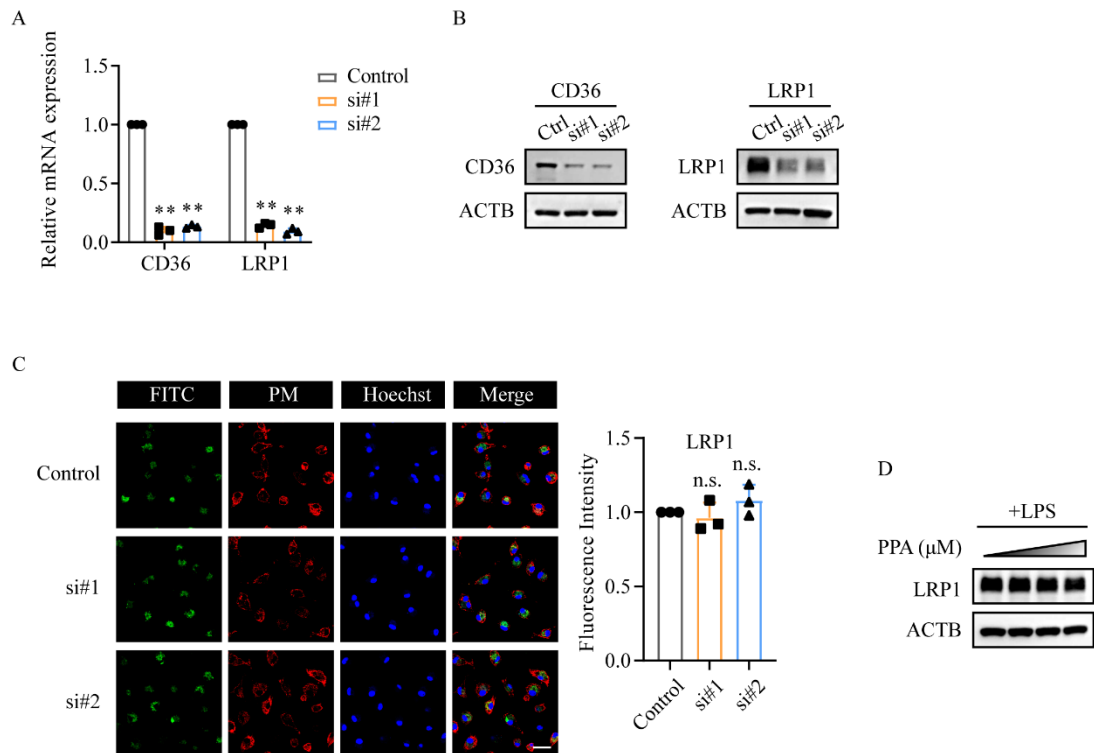 A
Relative mRNA expression
1.5
1.0
0.5
0.0
** ** ** **
CD36 LRP1
Control
si#1
si#2
B
CD36
Ctrl si#1 si#2
CD36
ACTB
LRP1
Ctrl si#1 si#2
LRP1
ACTB
C
FITC PM Hoechst Merge
Control
si#1
si#2
Fluorescence Intensity
1.5
1.0
0.5
0.0
LRP1
n.s. n.s.
Control si#1 si#2
D
+LPS
PPA (μM)
LRP1
ACTB